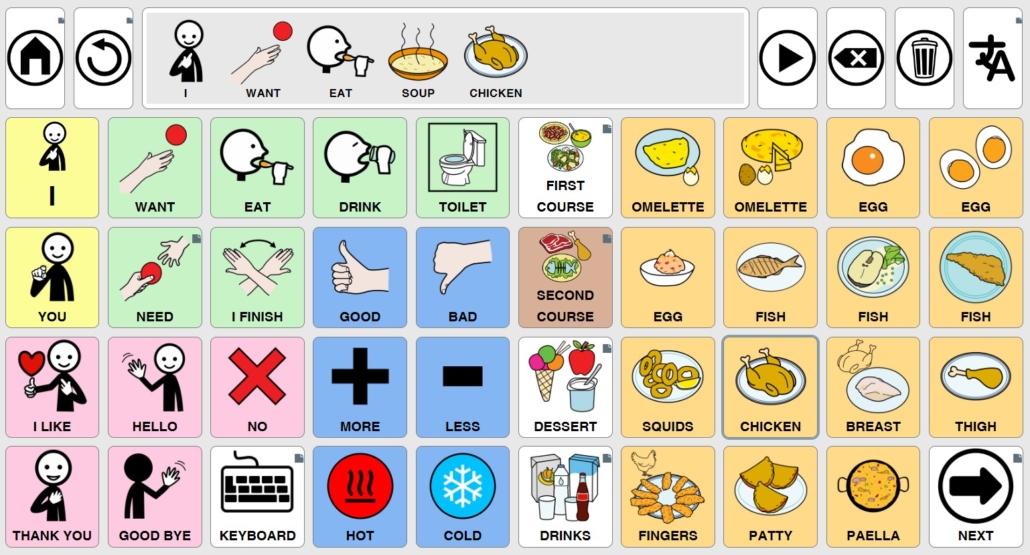 I
WANT
EAT
SOUP
CHICKEN
I
WANT
EAT
DRINK
TOILET
FIRST
COURSE
OMELETTE
OMELETTE
EGG
EGG
YOU
NEED
I FINISH
GOOD
BAD
SECOND
COURSE
EGG
FISH
FISH
FISH
I LIKE
HELLO
NO
MORE
LESS
DESSERT
SQUIDS
CHICKEN
BREAST
THIGH
THANK YOU
GOOD BYE
KEYBOARD
HOT
COLD
DRINKS
FINGERS
PATTY
PAELLA
NEXT